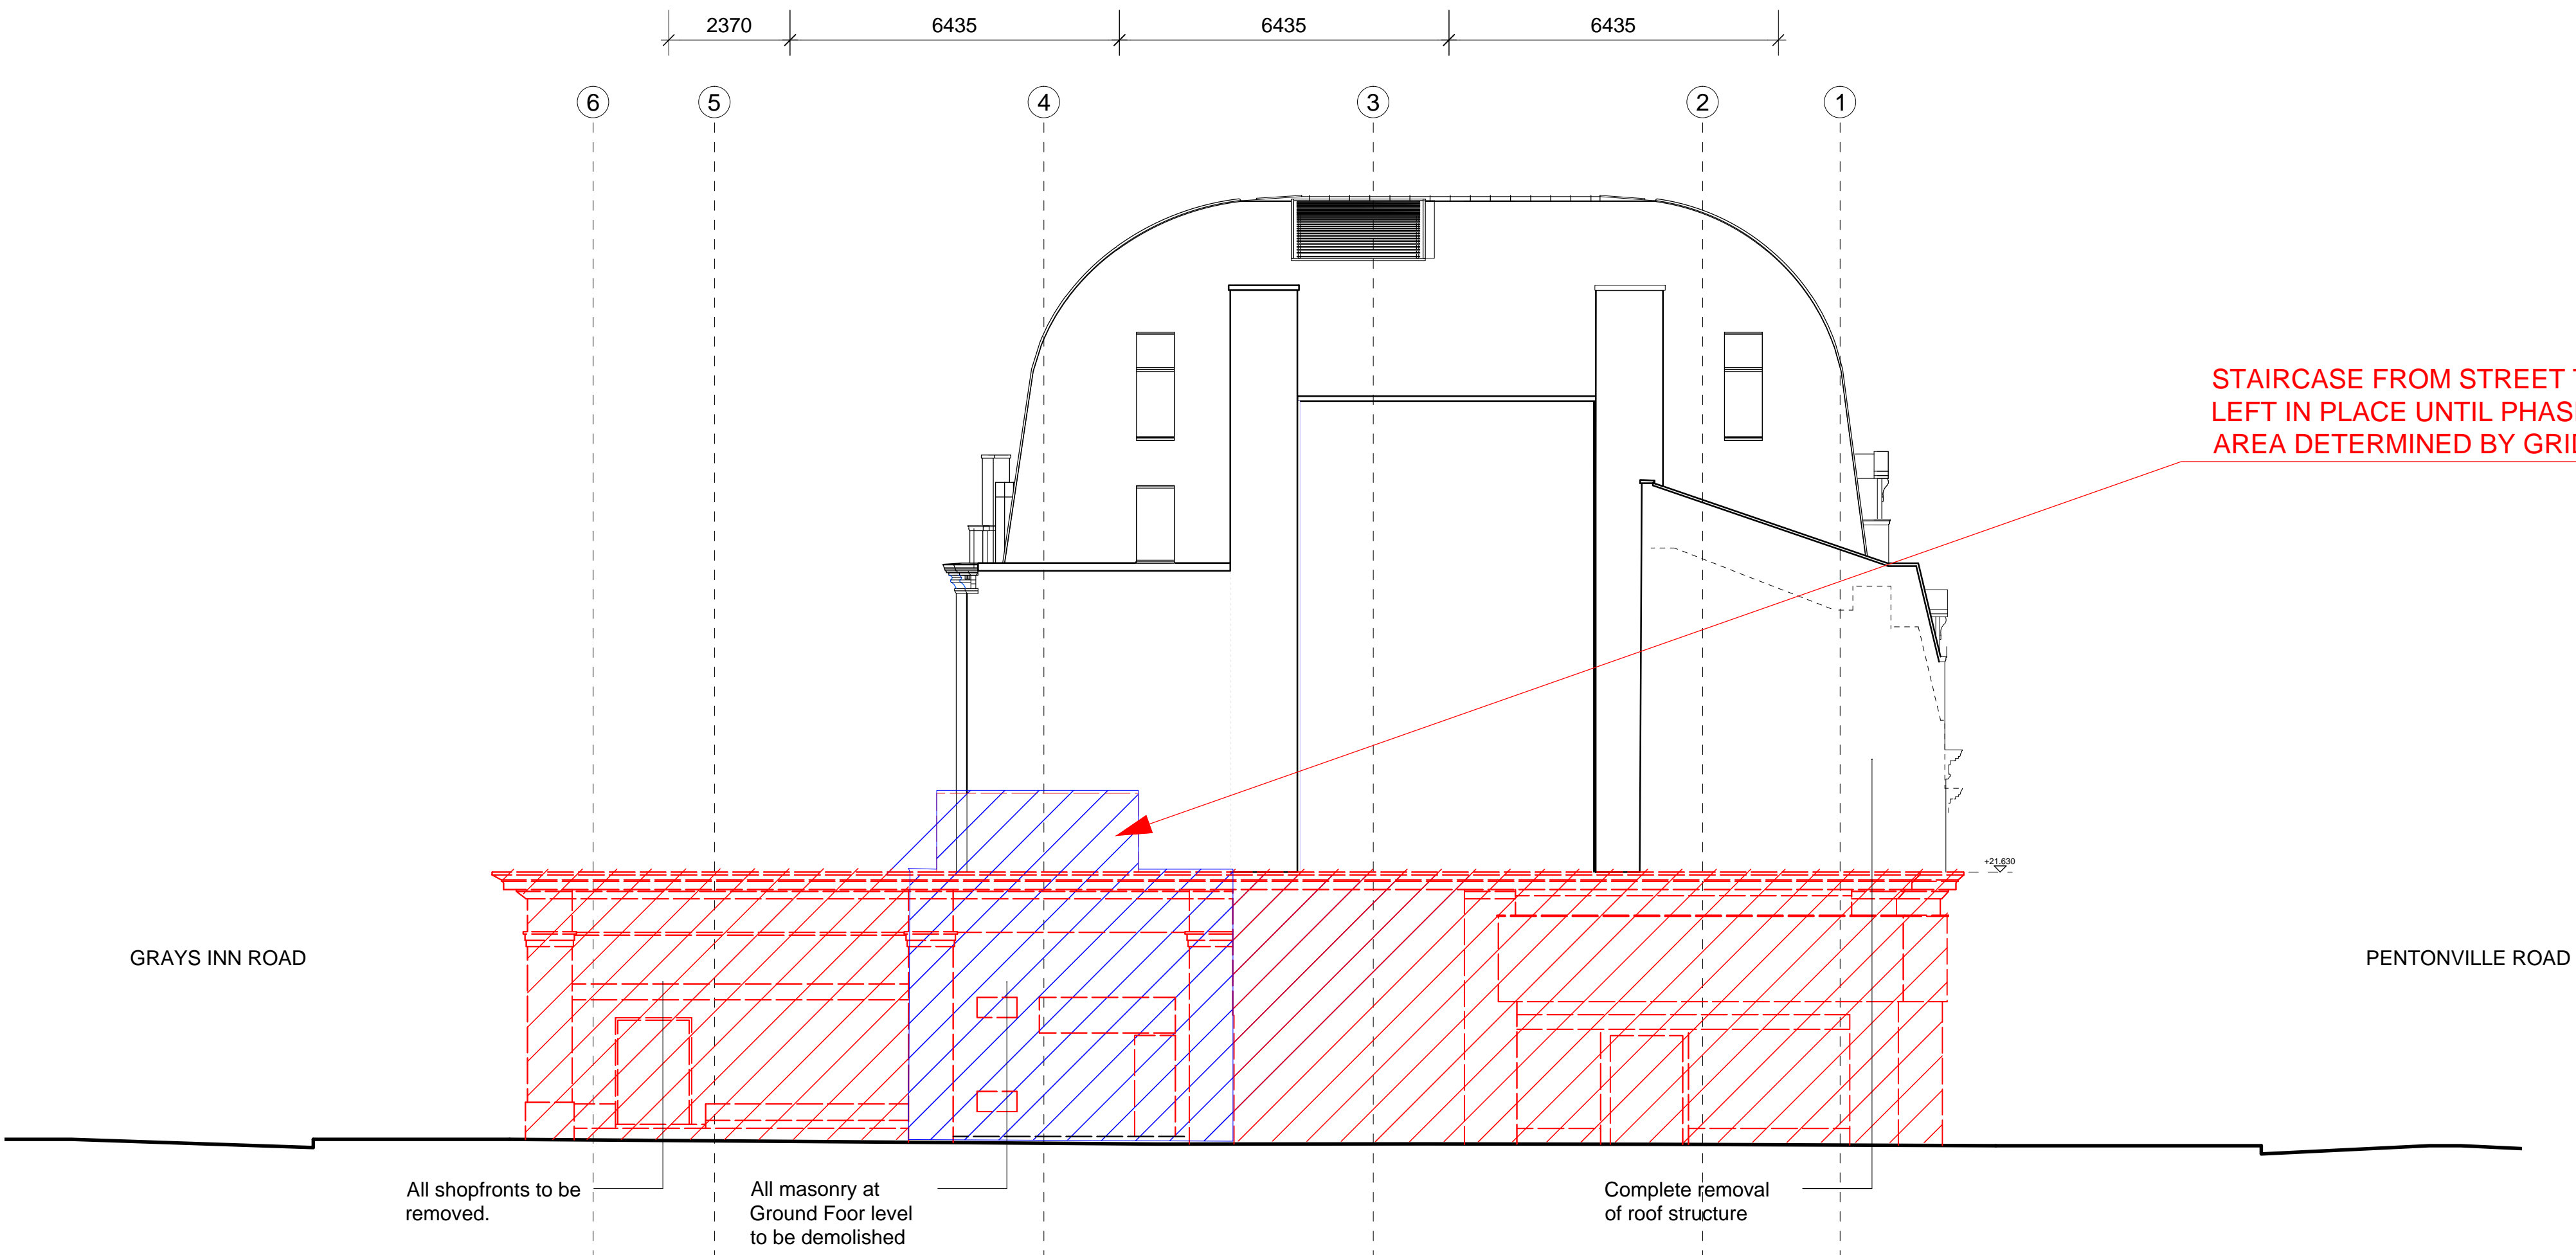 2370 6435 6435 6435
6 5 4 3 2 1
STAIRCASE FROM STREET
LEFT IN PLACE UNTIL
AREA DETERMINED BY
+21.630
GRAYS INN ROAD
PENTONVILLE ROAD
All shopfronts to be
removed.
All masonry at
Ground Foor level
to be demolished
Complete removal
of roof structure